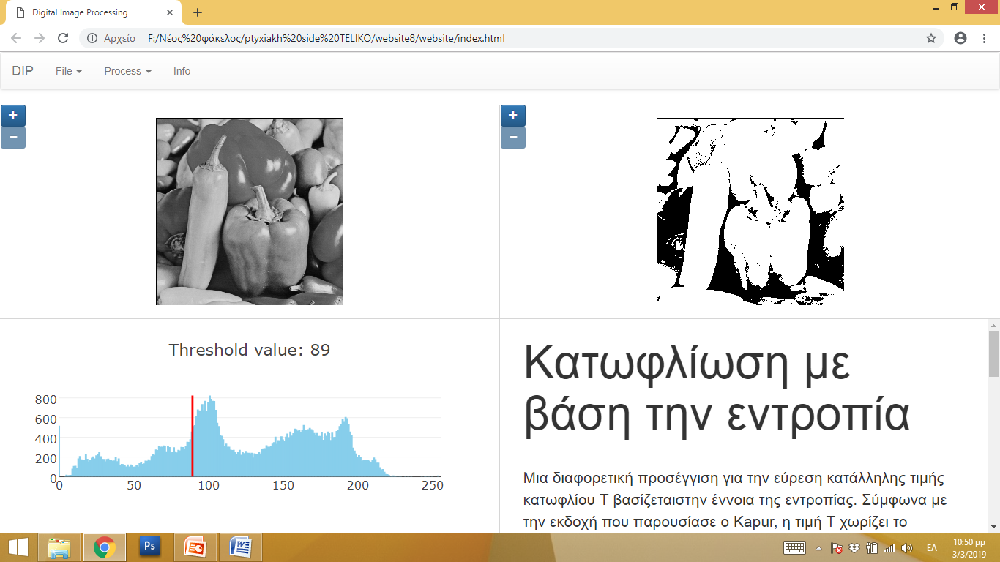 Digital Image Processing
Αρχείο F:/Νέος%20φάκελος/ptyxiakh%20side%20TELIKO/website8/website/index.html
DIP File Process Info
+
−
+
−
Threshold value: 89
800
600
400
200
0
0 50 100 150 200 250
Κατωφλίωση με
βάση την εντροπία
Μια διαφορετική προσέγγιση για την εύρεση κατάλληλης τιμής
κατωφλίου Τ βασίζεταιστην έννοια της εντροπίας. Σύμφωνα με
την εκδοχή που παρουσίασε ο Kapur, η τιμή Τ χωρίζει το
Ps
ΕΛ
10:50 μμ
3/3/2019